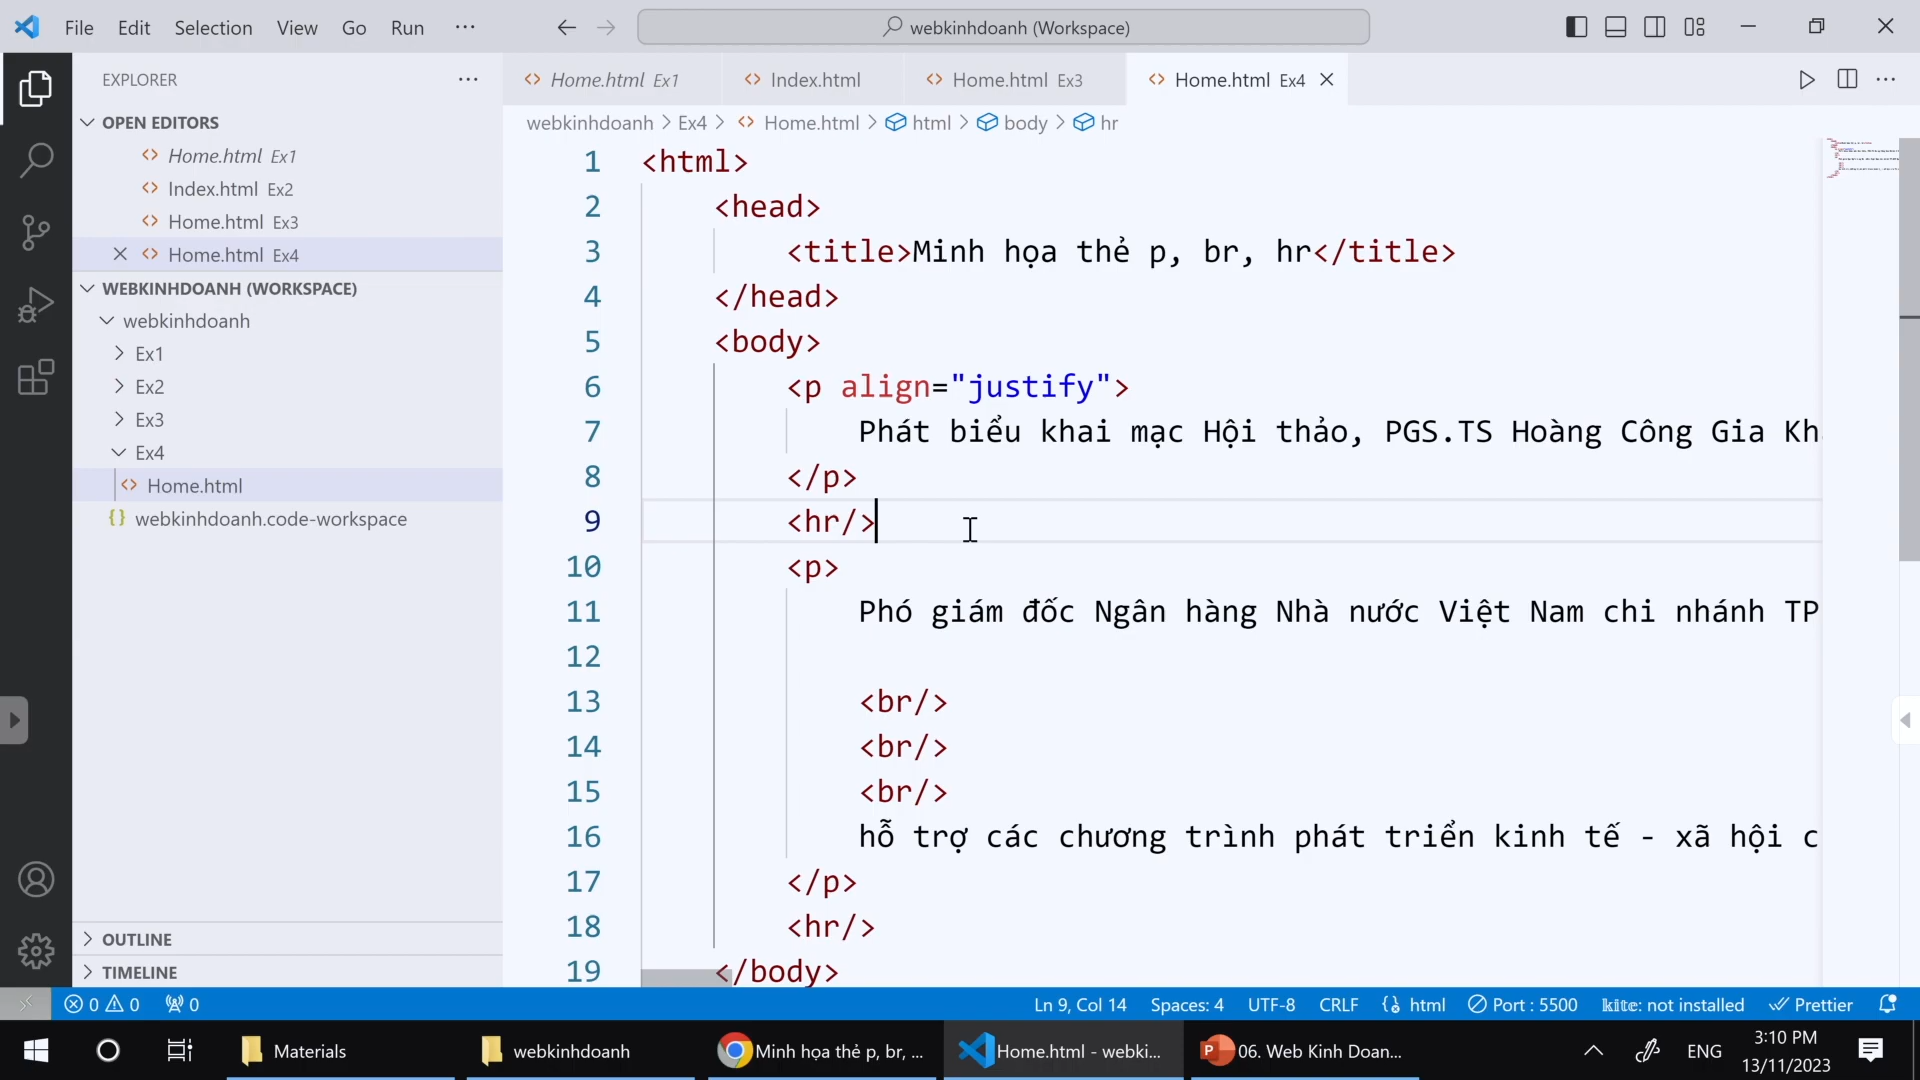 File Edit Selection View Go Run ··· webkinhdoanh (Workspace)
EXPLORER ···
Home.html Ex1 Index.html Home.html Ex3 Home.html Ex4
OPEN EDITORS
webkinhdoanh > Ex4 > Home.html > html > body > hr
Home.html Ex1
Index.html Ex2
Home.html Ex3
Home.html Ex4
WEBKINHDOANH (WORKSPACE)
webkinhdoanh
Ex1
Ex2
Ex3
Ex4
Home.html
webkinhdoanh.code-workspace
OUTLINE
TIMELINE
1 <html>
2 <head>
3 <title>Minh họa thẻ p, br, hr</title>
4 </head>
5 <body>
6 <p align="justify">
7 Phát biểu khai mạc Hội thảo, PGS.TS Hoàng Công Gia Kh
8 </p>
9 <hr/>
10 <p>
11 Phó giám đốc Ngân hàng Nhà nước Việt Nam chi nhánh TP
12
13 <br/>
14 <br/>
15 <br/>
16 hỗ trợ các chương trình phát triển kinh tế - xã hội c
17 </p>
18 <hr/>
19 </body>
0 0 0 Ln 9, Col 14 Spaces: 4 UTF-8 CRLF html Port : 5500 kite: not installed Prettier
Materials webkinhdoanh Minh họa thẻ p, br, ... Home.html - webki... 06. Web Kinh Doan... ENG 3:10 PM
13/11/2023